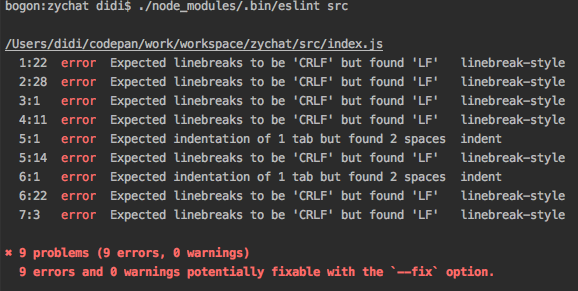 bogon:zychat didi$ ./node_modules/.bin/eslint src
/Users/didi/codepan/work/workspace/zychat/src/index.js
1:22 error Expected linebreaks to be 'CRLF' but found 'LF' linebreak-style
2:28 error Expected linebreaks to be 'CRLF' but found 'LF' linebreak-style
3:1 error Expected linebreaks to be 'CRLF' but found 'LF' linebreak-style
4:11 error Expected linebreaks to be 'CRLF' but found 'LF' linebreak-style
5:1 error Expected indentation of 1 tab but found 2 spaces indent
5:14 error Expected linebreaks to be 'CRLF' but found 'LF' linebreak-style
6:1 error Expected indentation of 1 tab but found 2 spaces indent
6:22 error Expected linebreaks to be 'CRLF' but found 'LF' linebreak-style
7:3 error Expected linebreaks to be 'CRLF' but found 'LF' linebreak-style
✖ 9 problems (9 errors, 0 warnings)
9 errors and 0 warnings potentially fixable with the `--fix` option.